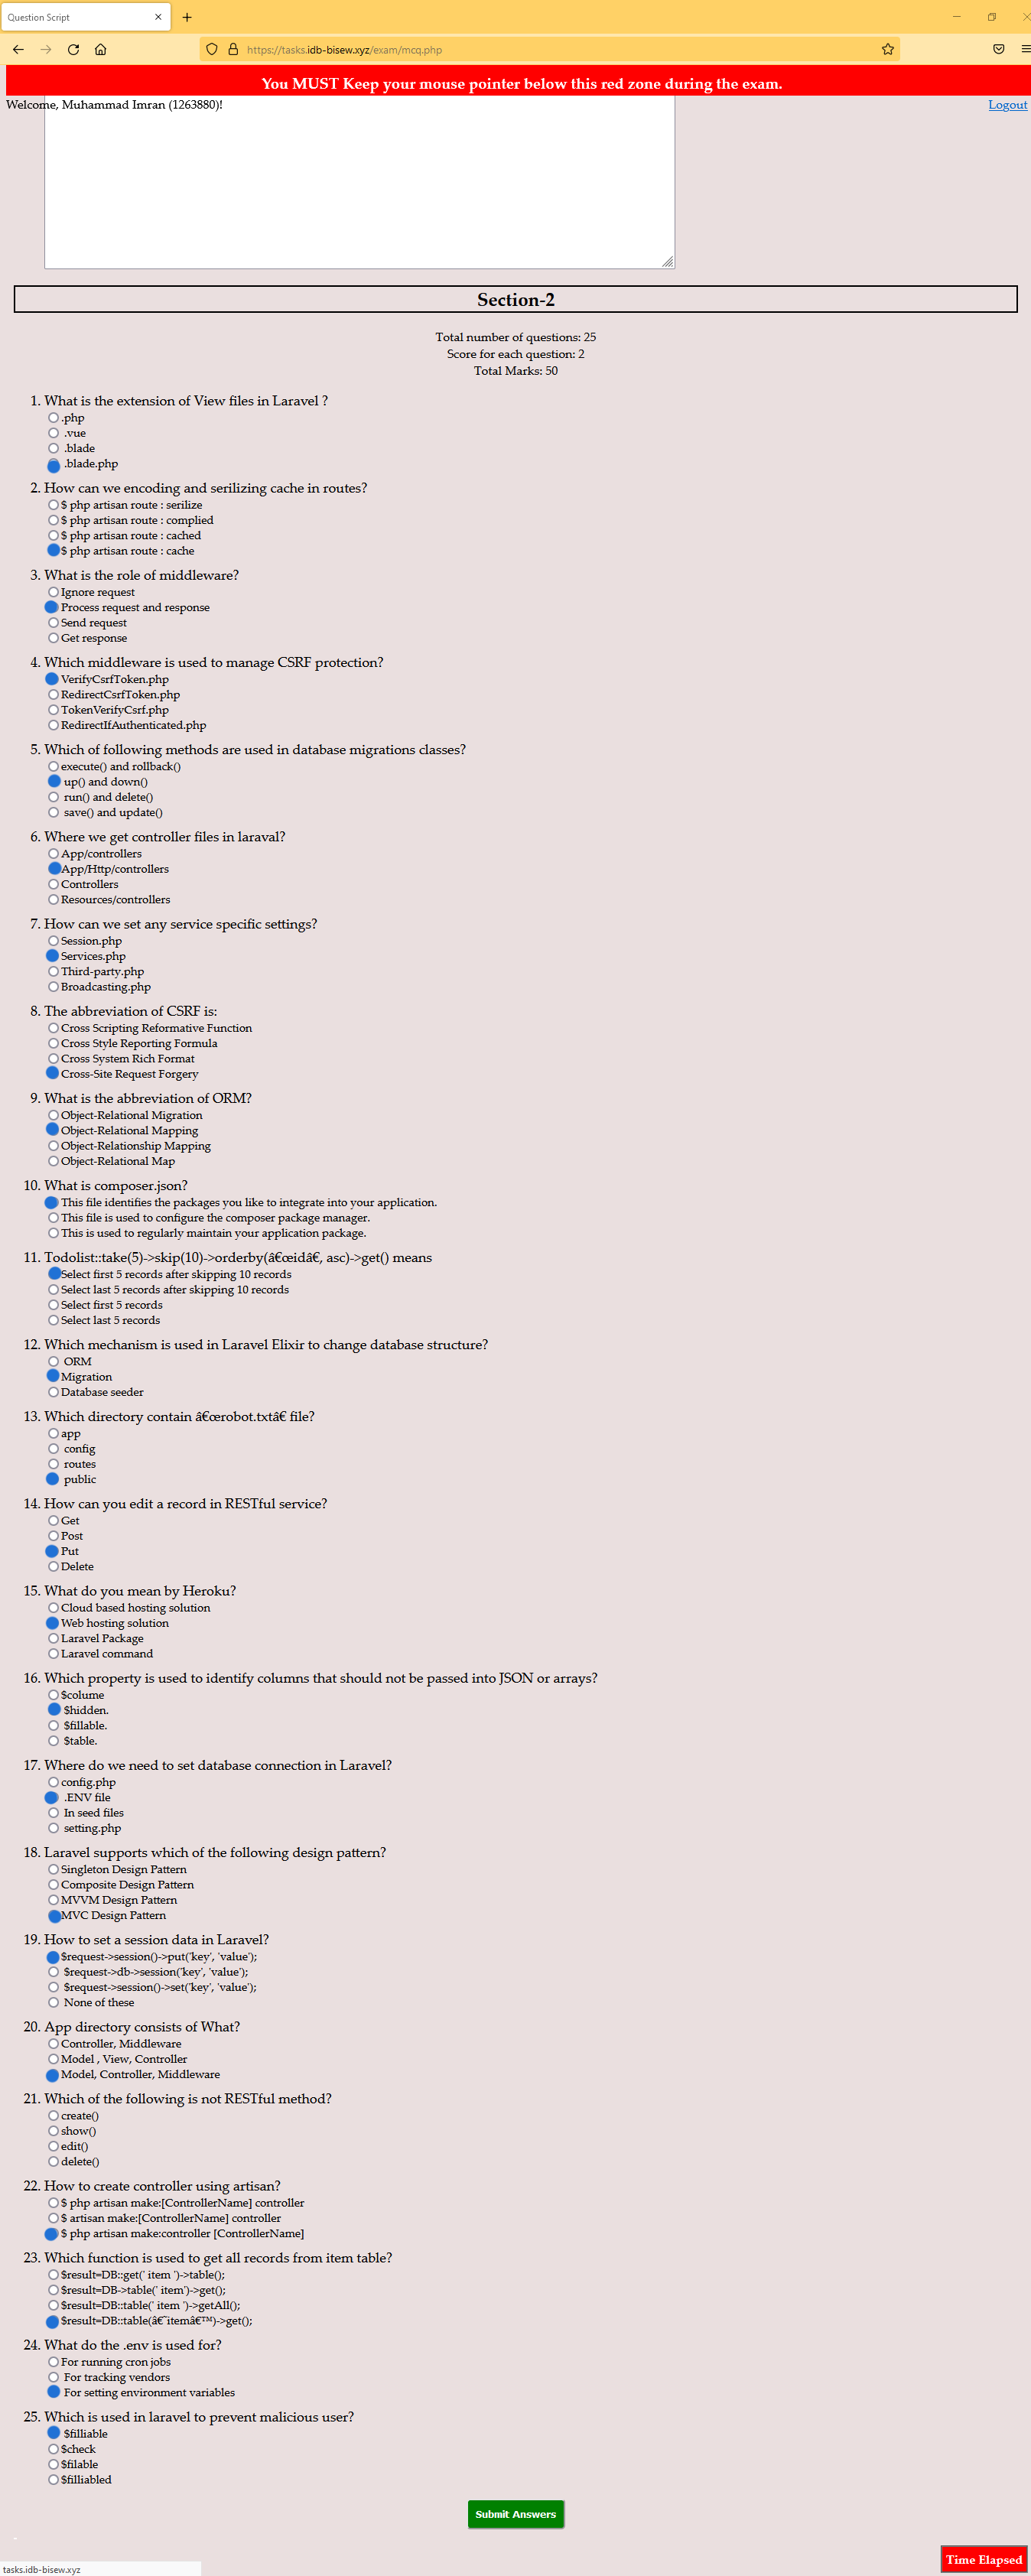 Question Script
https://tasks.idb-bisew.xyz/exam/mcq.php
You MUST Keep your mouse pointer below this red zone during the exam.
Welcome, Muhammad Imran (1263880)! Logout
Section-2
Total number of questions: 25
Score for each question: 2
Total Marks: 50
1. What is the extension of View files in Laravel ?
.php
.vue
.blade
.blade.php
2. How can we encoding and serilizing cache in routes?
$ php artisan route : serilize
$ php artisan route : complied
$ php artisan route : cached
$ php artisan route : cache
3. What is the role of middleware?
Ignore request
Process request and response
Send request
Get response
4. Which middleware is used to manage CSRF protection?
VerifyCsrfToken.php
RedirectCsrfToken.php
TokenVerifyCsrf.php
RedirectIfAuthenticated.php
5. Which of following methods are used in database migrations classes?
execute() and rollback()
up() and down()
run() and delete()
save() and update()
6. Where we get controller files in laraval?
App/controllers
App/Http/controllers
Controllers
Resources/controllers
7. How can we set any service specific settings?
Session.php
Services.php
Third-party.php
Broadcasting.php
8. The abbreviation of CSRF is:
Cross Scripting Reformative Function
Cross Style Reporting Formula
Cross System Rich Format
Cross-Site Request Forgery
9. What is the abbreviation of ORM?
Object-Relational Migration
Object-Relational Mapping
Object-Relationship Mapping
Object-Relational Map
10. What is composer.json?
This file identifies the packages you like to integrate into your application.
This file is used to configure the composer package manager.
This is used to regularly maintain your application package.
11. Todolist::take(5)->skip(10)->orderby(â€œidâ€, asc)->get() means
Select first 5 records after skipping 10 records
Select last 5 records after skipping 10 records
Select first 5 records
Select last 5 records
12. Which mechanism is used in Laravel Elixir to change database structure?
ORM
Migration
Database seeder
13. Which directory contain â€œrobot.txtâ€ file?
app
config
routes
public
14. How can you edit a record in RESTful service?
Get
Post
Put
Delete
15. What do you mean by Heroku?
Cloud based hosting solution
Web hosting solution
Laravel Package
Laravel command
16. Which property is used to identify columns that should not be passed into JSON or arrays?
$colume
$hidden.
$fillable.
$table.
17. Where do we need to set database connection in Laravel?
config.php
.ENV file
In seed files
setting.php
18. Laravel supports which of the following design pattern?
Singleton Design Pattern
Composite Design Pattern
MVVM Design Pattern
MVC Design Pattern
19. How to set a session data in Laravel?
$request->session()->put('key', 'value');
$request->db->session('key', 'value');
$request->session()->set('key', 'value');
None of these
20. App directory consists of What?
Controller, Middleware
Model , View, Controller
Model, Controller, Middleware
21. Which of the following is not RESTful method?
create()
show()
edit()
delete()
22. How to create controller using artisan?
$ php artisan make:[ControllerName] controller
$ artisan make:[ControllerName] controller
$ php artisan make:controller [ControllerName]
23. Which function is used to get all records from item table?
$result=DB::get(' item ')->table();
$result=DB->table(' item')->get();
$result=DB::table(' item ')->getAll();
$result=DB::table(â€˜itemâ€™)->get();
24. What do the .env is used for?
For running cron jobs
For tracking vendors
For setting environment variables
25. Which is used in laravel to prevent malicious user?
$filliable
$check
$filable
$filliabled
Submit Answers
Time Elapsed
tasks.idb-bisew.xyz